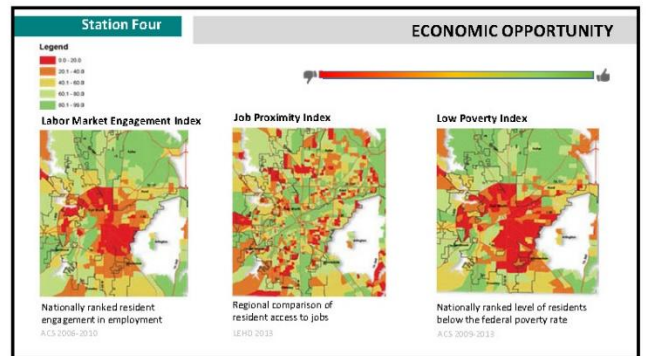 Station Four
ECONOMIC OPPORTUNITY
Legend
0.0 - 20.0
20.1 - 40.0
40.1 - 60.0
60.1 - 80.0
80.1 - 99.9
Labor Market Engagement Index
Job Proximity Index
Low Poverty Index
Arlington
Nationally ranked resident
engagement in employment
ACS 2006-2010
Regional comparison of
resident access to jobs
LEHD 2013
Nationally ranked level of residents
below the federal poverty rate
ACS 2009-2013